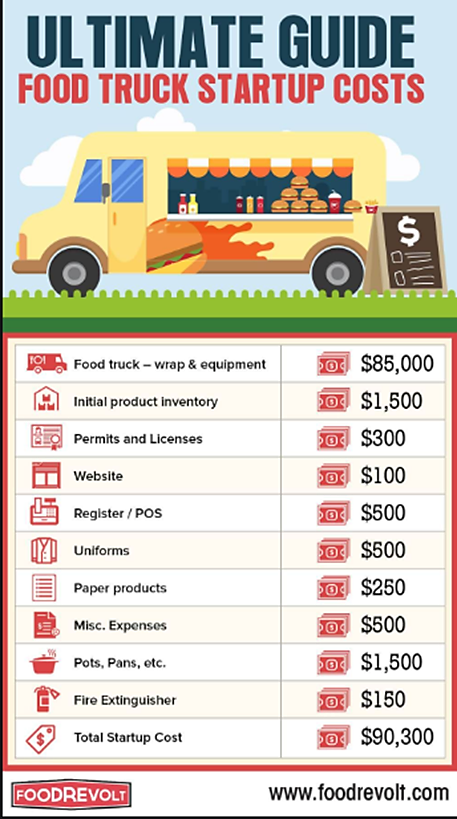 ULTIMATE GUIDE
FOOD TRUCK STARTUP COSTS
$
Food truck – wrap & equipment $85,000
Initial product inventory $1,500
Permits and Licenses $300
Website $100
Register / POS $500
Uniforms $500
Paper products $250
Misc. Expenses $500
Pots, Pans, etc. $1,500
Fire Extinguisher $150
Total Startup Cost $90,300
FOODREVOLT www.foodrevolt.com